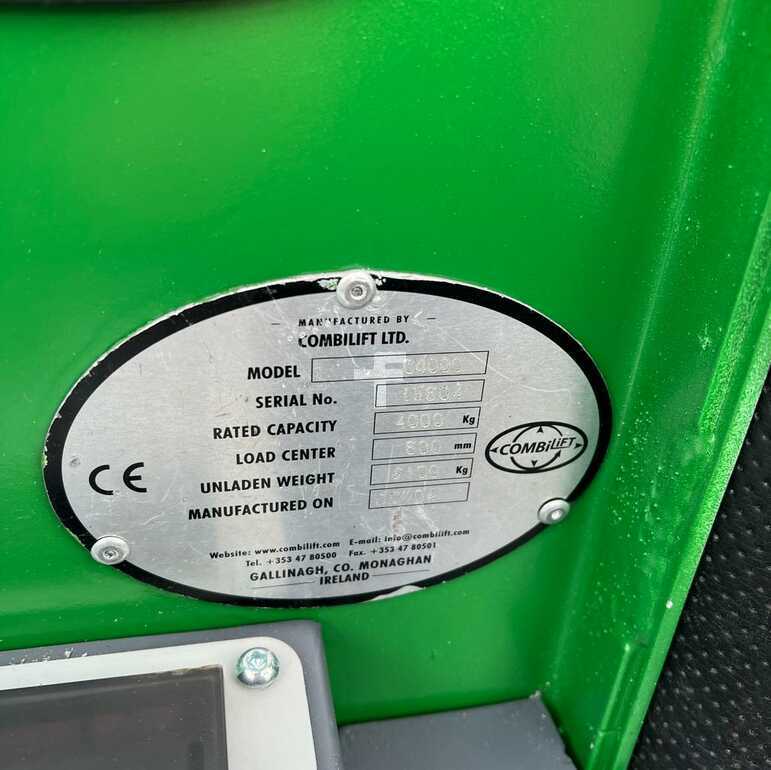 MANUFACTURED BY
COMBILIFT LTD.
MODEL C4000
SERIAL No.
RATED CAPACITY 4000 Kg
LOAD CENTER 600 mm
UNLADEN WEIGHT Kg
MANUFACTURED ON
CE
COMBiLiFT
Website: www.combilift.com E-mail: info@combilift.com
Tel. +353 47 80500 Fax. +353 47 80501
GALLINAGH, CO. MONAGHAN
IRELAND